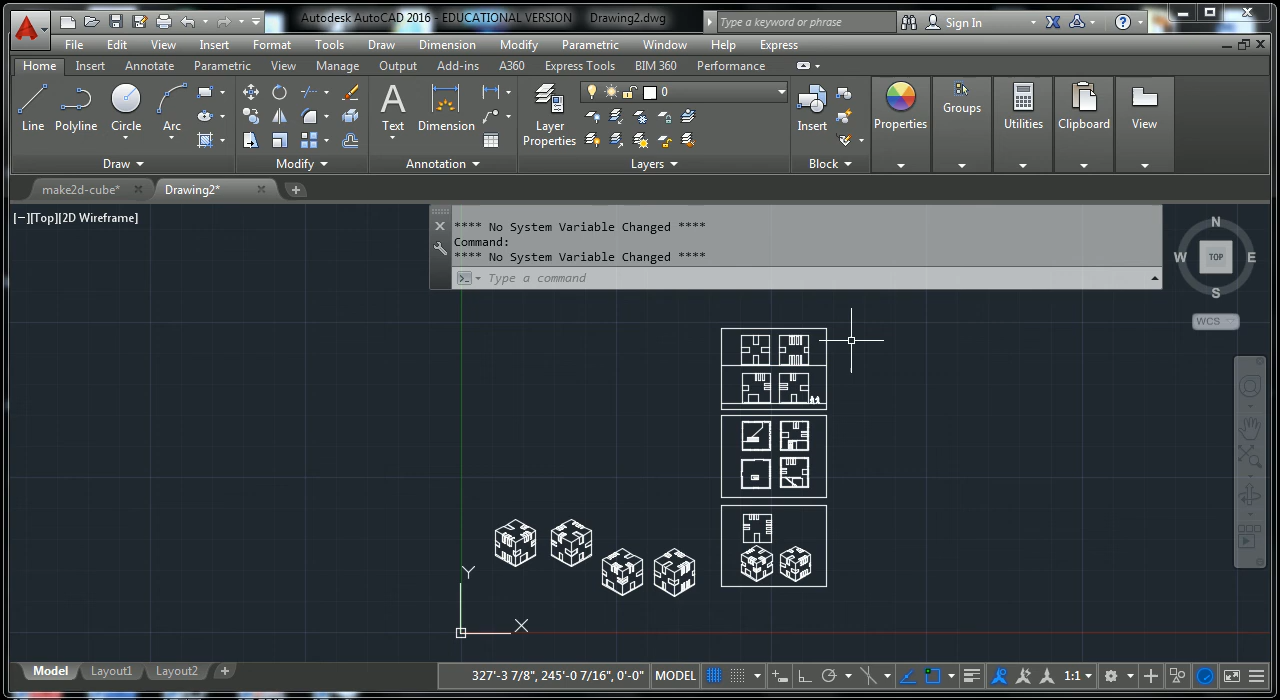 Autodesk AutoCAD 2016 - EDUCATIONAL VERSION Drawing2.dwg
Type a keyword or phrase
Sign In
File Edit View Insert Format Tools Draw Dimension Modify Parametric Window Help Express
Home Insert Annotate Parametric View Manage Output Add-ins A360 Express Tools BIM 360 Performance
Line Polyline Circle Arc
Text Dimension
Layer Properties
0
Insert
Properties
Groups
Utilities
Clipboard
View
Draw Modify Annotation Layers Block
make2d-cube* Drawing2*
[−][Top][2D Wireframe]
**** No System Variable Changed ****
Command:
**** No System Variable Changed ****
Type a command
N
W TOP E
S
WCS
Y
X
Model Layout1 Layout2
327'-3 7/8", 245'-0 7/16", 0'-0" MODEL 1:1